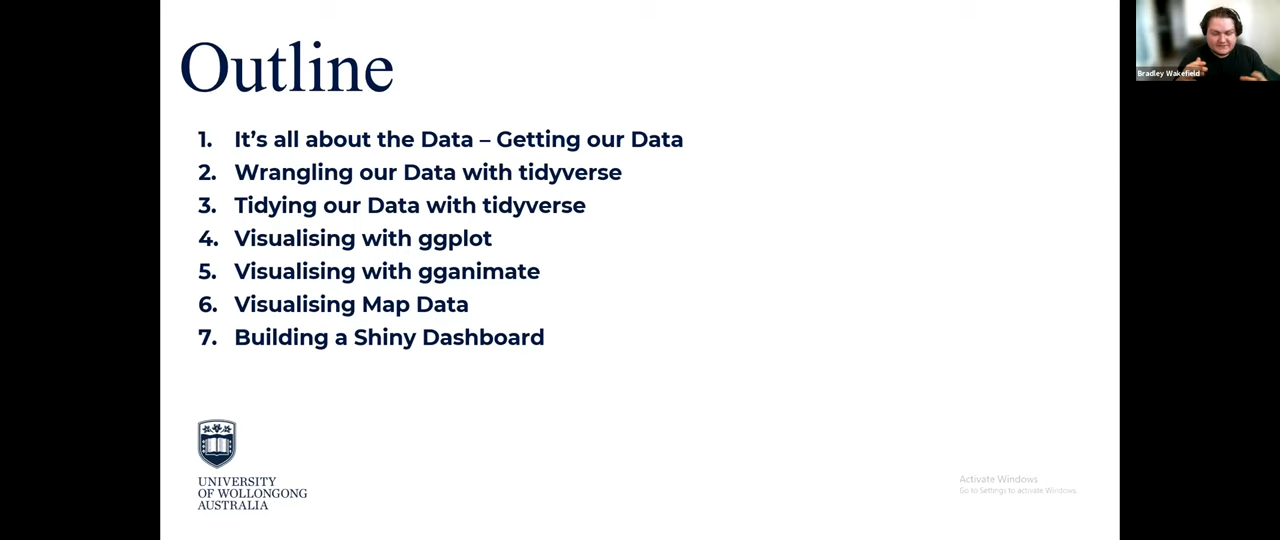 Outline
1. It’s all about the Data – Getting our Data
2. Wrangling our Data with tidyverse
3. Tidying our Data with tidyverse
4. Visualising with ggplot
5. Visualising with gganimate
6. Visualising Map Data
7. Building a Shiny Dashboard
UNIVERSITY
OF WOLLONGONG
AUSTRALIA
Activate Windows
Go to Settings to activate Windows.
Bradley Wakefield